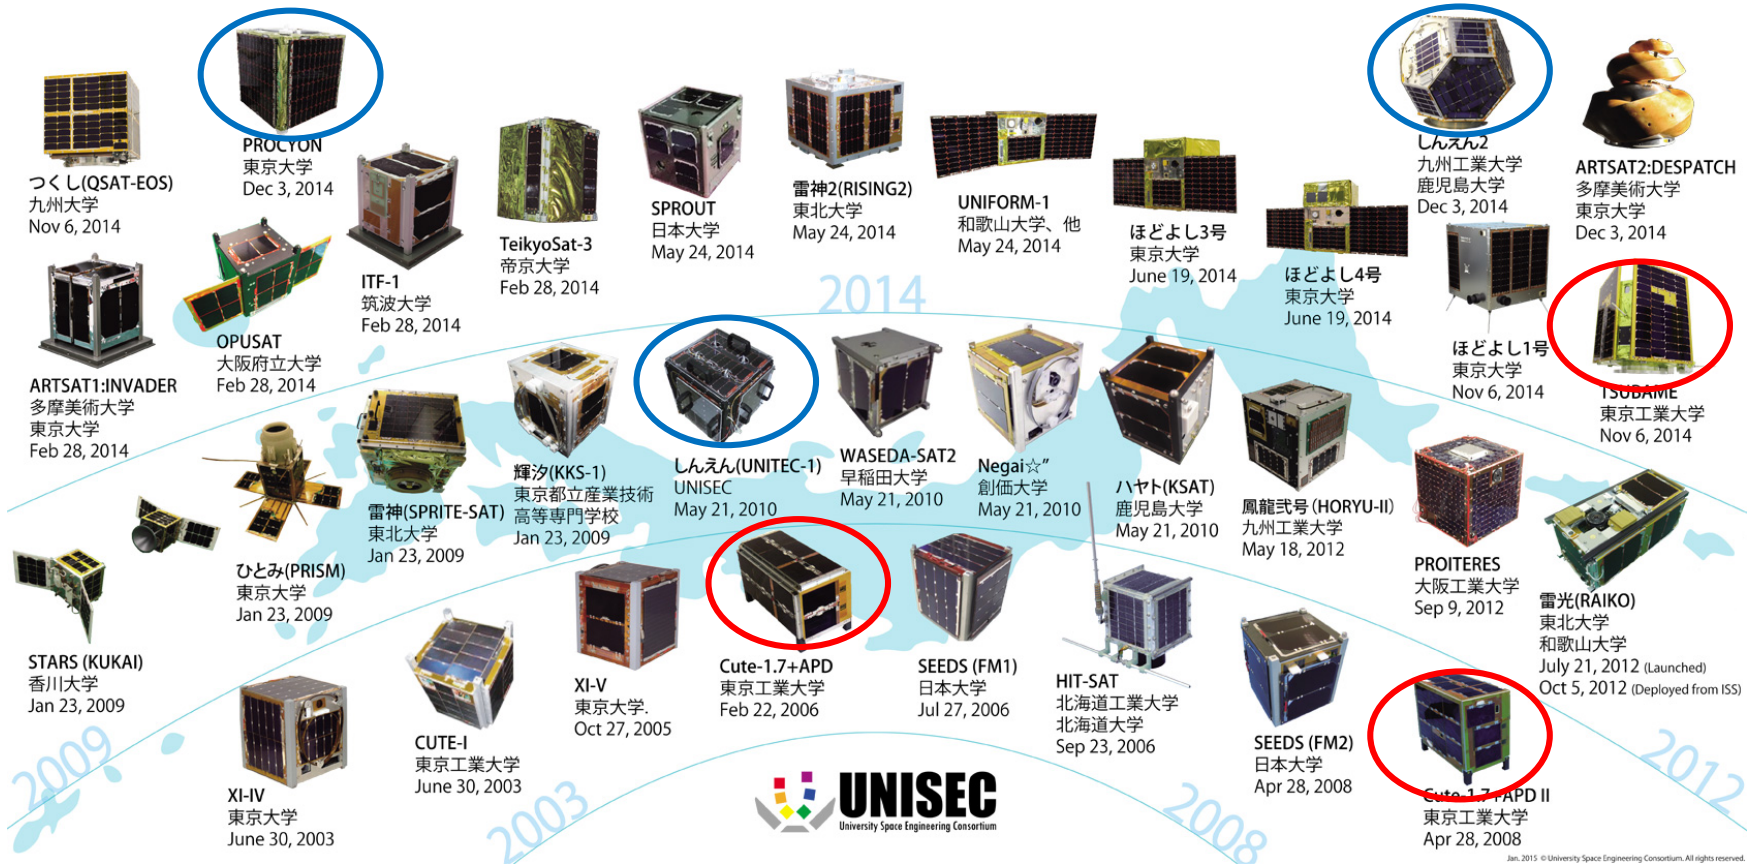 PROCYON
東京大学
Dec 3, 2014
つくし(QSAT-EOS)
九州大学
Nov 6, 2014
ITF-1
筑波大学
Feb 28, 2014
TeikyoSat-3
帝京大学
Feb 28, 2014
SPROUT
日本大学
May 24, 2014
雷神2(RISING2)
東北大学
May 24, 2014
UNIFORM-1
和歌山大学、他
May 24, 2014
ほどよし3号
東京大学
June 19, 2014
ほどよし4号
東京大学
June 19, 2014
しんえん2
九州工業大学
鹿児島大学
Dec 3, 2014
ARTSAT2:DESPATCH
多摩美術大学
東京大学
Dec 3, 2014
2014
ARTSAT1:INVADER
多摩美術大学
東京大学
Feb 28, 2014
OPUSAT
大阪府立大学
Feb 28, 2014
ほどよし1号
東京大学
Nov 6, 2014
TSUBAME
東京工業大学
Nov 6, 2014
STARS (KUKAI)
香川大学
Jan 23, 2009
ひとみ(PRISM)
東京大学
Jan 23, 2009
雷神(SPRITE-SAT)
東北大学
Jan 23, 2009
輝汐(KKS-1)
東京都立産業技術
高等専門学校
Jan 23, 2009
しんえん(UNITEC-1)
UNISEC
May 21, 2010
WASEDA-SAT2
早稲田大学
May 21, 2010
Negai☆″
創価大学
May 21, 2010
ハヤト(KSAT)
鹿児島大学
May 21, 2010
鳳龍弐号(HORYU-II)
九州工業大学
May 18, 2012
PROITERES
大阪工業大学
Sep 9, 2012
雷光(RAIKO)
東北大学
和歌山大学
July 21, 2012 (Launched)
Oct 5, 2012 (Deployed from ISS)
2009
2012
XI-IV
東京大学
June 30, 2003
CUTE-I
東京工業大学
June 30, 2003
XI-V
東京大学.
Oct 27, 2005
Cute-1.7+APD
東京工業大学
Feb 22, 2006
SEEDS (FM1)
日本大学
Jul 27, 2006
HIT-SAT
北海道工業大学
北海道大学
Sep 23, 2006
SEEDS (FM2)
日本大学
Apr 28, 2008
Cute-1.7+APD II
東京工業大学
Apr 28, 2008
2003
2008
UNISEC
University Space Engineering Consortium
Jan. 2015 © University Space Engineering Consortium. All rights reserved.